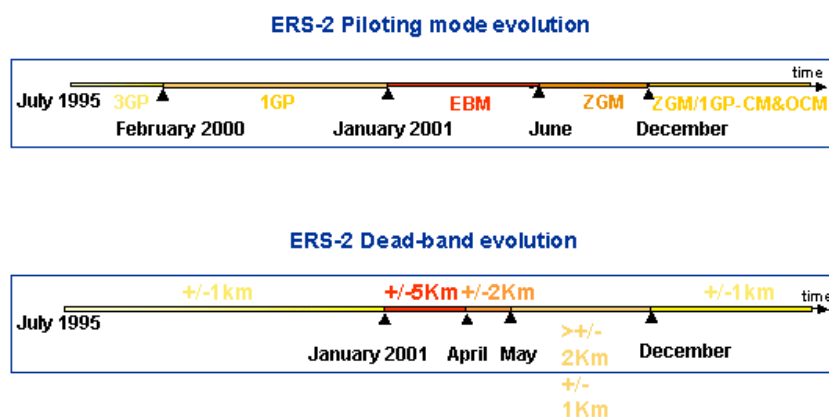 ERS-2 Piloting mode evolution
time
July 1995 3GP 1GP EBM ZGM ZGM/1GP-CM&OCM
February 2000 January 2001 June December
ERS-2 Dead-band evolution
+/-1km +/-5Km +/-2Km +/-1km
time
July 1995
January 2001 April May December
>+/-
2Km
+/-
1Km